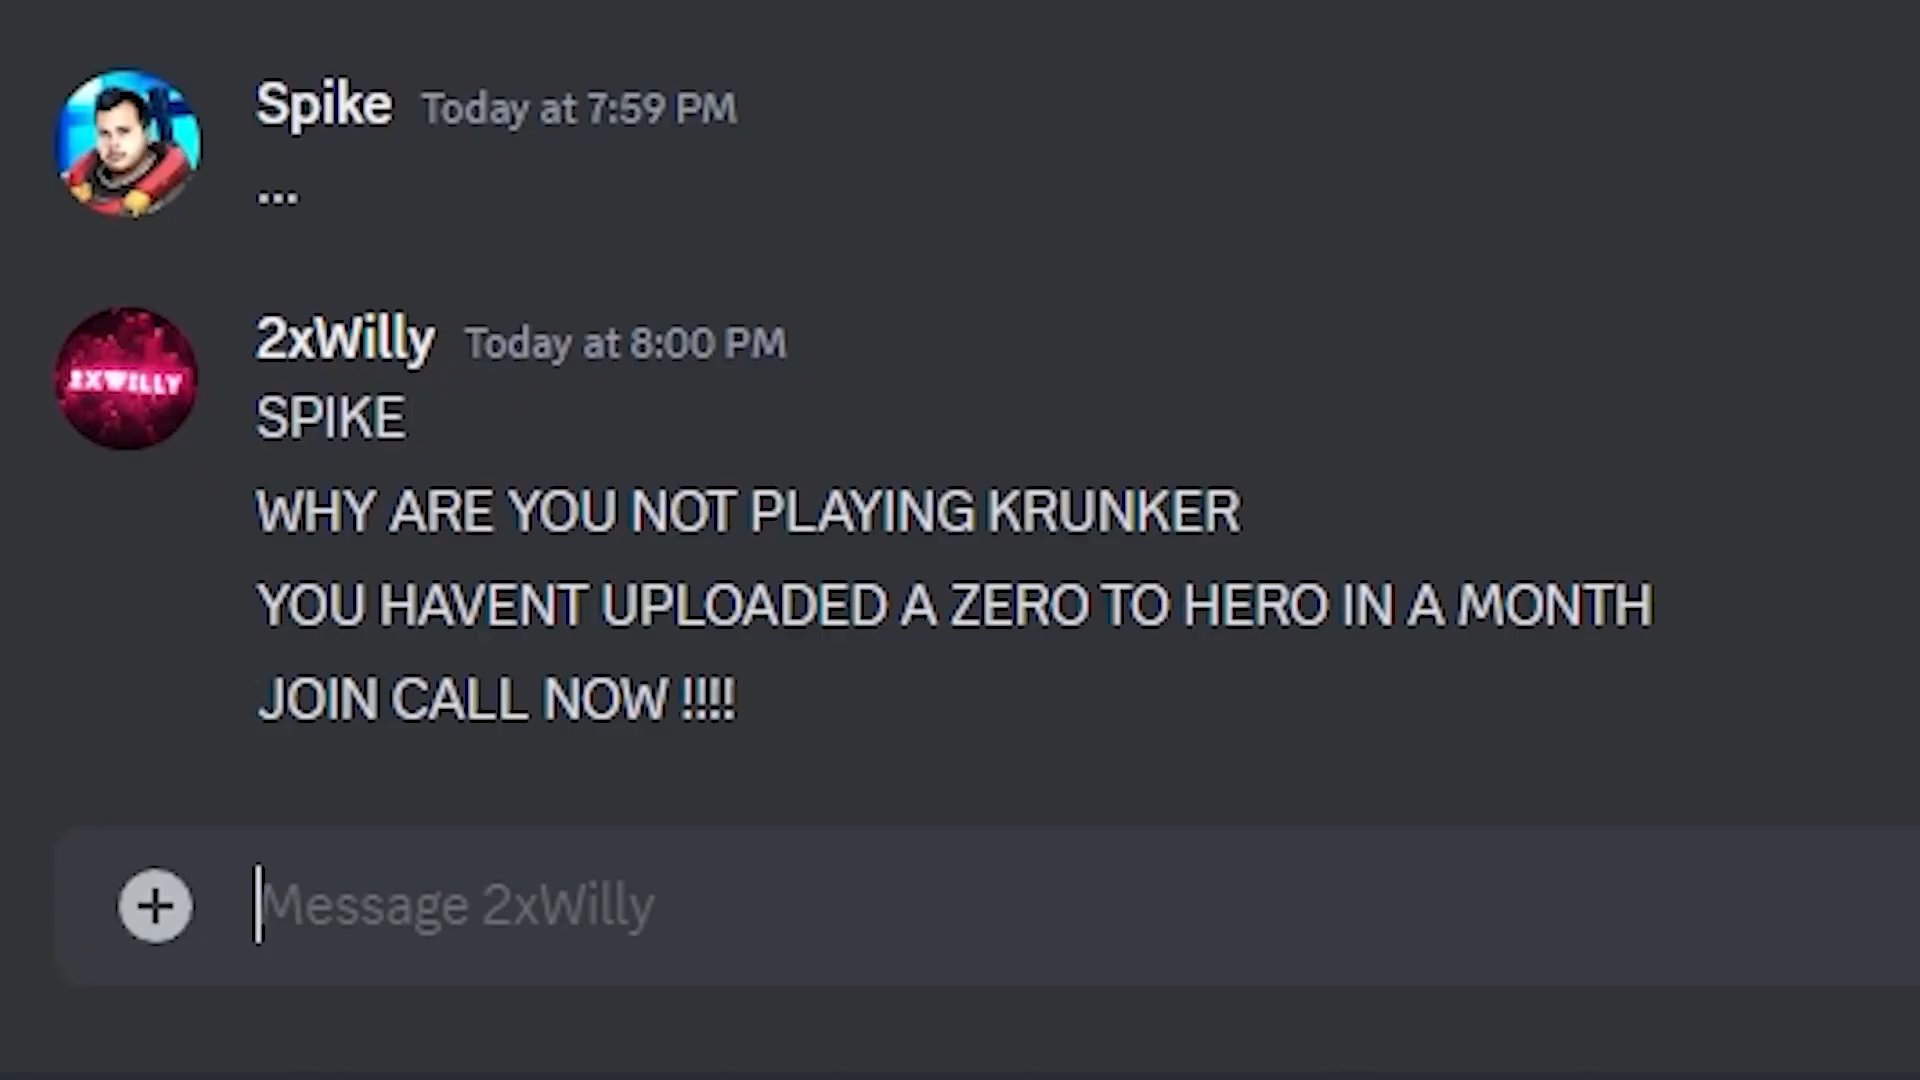 Spike Today at 7:59 PM
...
2xWilly Today at 8:00 PM
2XWILLY
SPIKE
WHY ARE YOU NOT PLAYING KRUNKER
YOU HAVENT UPLOADED A ZERO TO HERO IN A MONTH
JOIN CALL NOW !!!!
Message 2xWilly